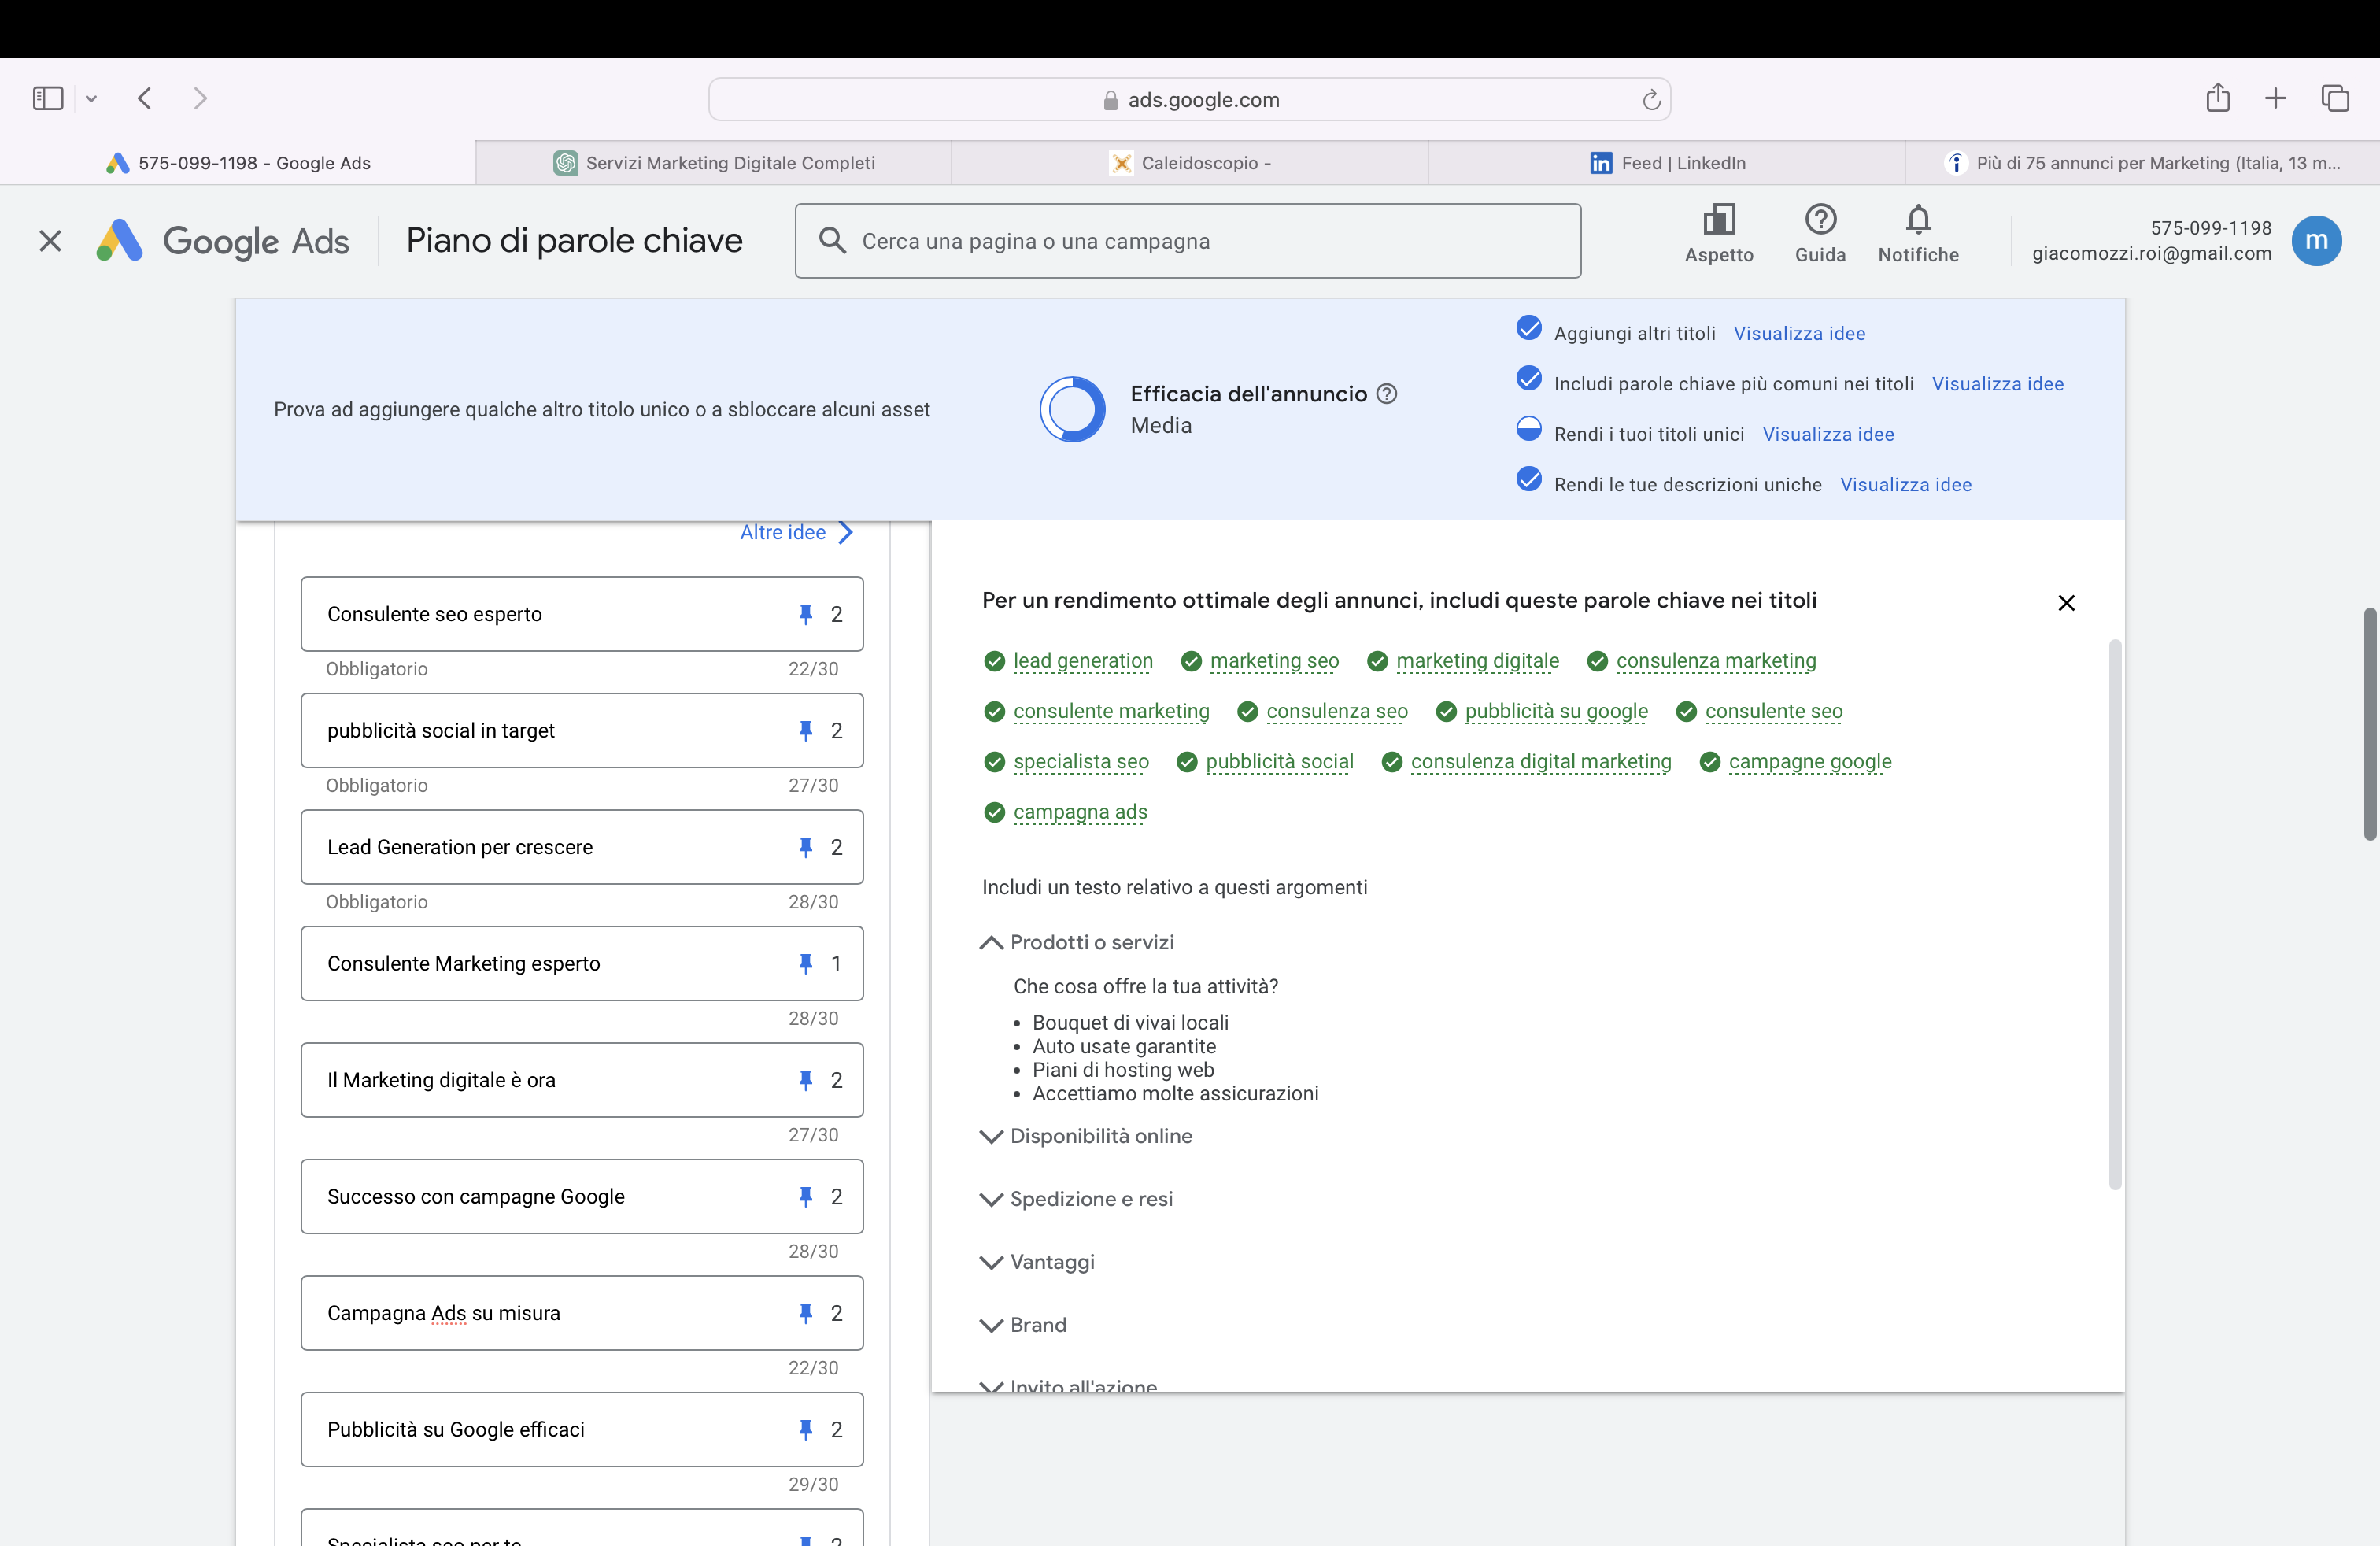 ads.google.com
575-099-1198 - Google Ads
Servizi Marketing Digitale Completi
Caleidoscopio -
Feed | LinkedIn
Più di 75 annunci per Marketing (Italia, 13 m...
Google Ads
Piano di parole chiave
Cerca una pagina o una campagna
Aspetto
Guida
Notifiche
575-099-1198
giacomozzi.roi@gmail.com
m
Prova ad aggiungere qualche altro titolo unico o a sbloccare alcuni asset
Efficacia dell'annuncio
Media
Aggiungi altri titoli Visualizza idee
Includi parole chiave più comuni nei titoli Visualizza idee
Rendi i tuoi titoli unici Visualizza idee
Rendi le tue descrizioni uniche Visualizza idee
Altre idee
Consulente seo esperto 2
Obbligatorio 22/30
pubblicità social in target 2
Obbligatorio 27/30
Lead Generation per crescere 2
Obbligatorio 28/30
Consulente Marketing esperto 1
28/30
Il Marketing digitale è ora 2
27/30
Successo con campagne Google 2
28/30
Campagna Ads su misura 2
22/30
Pubblicità su Google efficaci 2
29/30
Specialista seo per te 2
Per un rendimento ottimale degli annunci, includi queste parole chiave nei titoli
lead generation marketing seo marketing digitale consulenza marketing
consulente marketing consulenza seo pubblicità su google consulente seo
specialista seo pubblicità social consulenza digital marketing campagne google
campagna ads
Includi un testo relativo a questi argomenti
Prodotti o servizi
Che cosa offre la tua attività?
• Bouquet di vivai locali
• Auto usate garantite
• Piani di hosting web
• Accettiamo molte assicurazioni
Disponibilità online
Spedizione e resi
Vantaggi
Brand
Invito all'azione